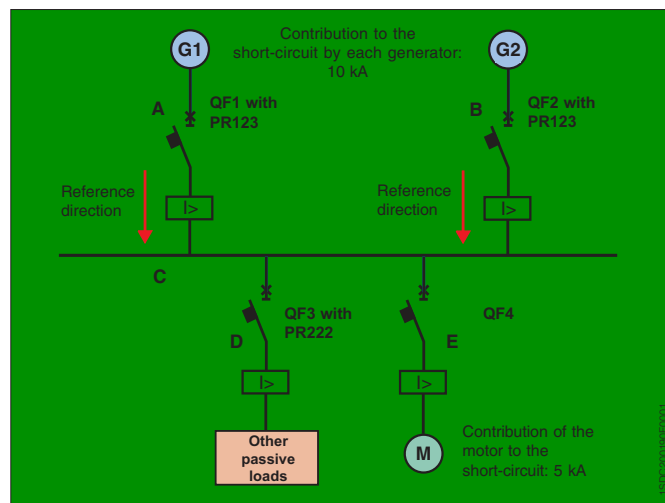 G1
Contribution to the
short-circuit by each generator:
10 kA
G2
A
QF1 with
PR123
B
QF2 with
PR123
Reference
direction
I>
Reference
direction
I>
C
QF3 with
PR222
D
QF4
E
I>
I>
Other
passive
loads
M
Contribution of the
motor to the
short-circuit: 5 kA